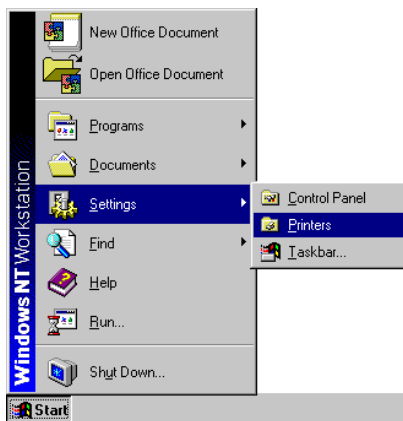 New Office Document
Open Office Document
Programs
Documents
Settings
Control Panel
Printers
Taskbar...
Find
Help
Run...
Shut Down...
Windows NT Workstation
Start